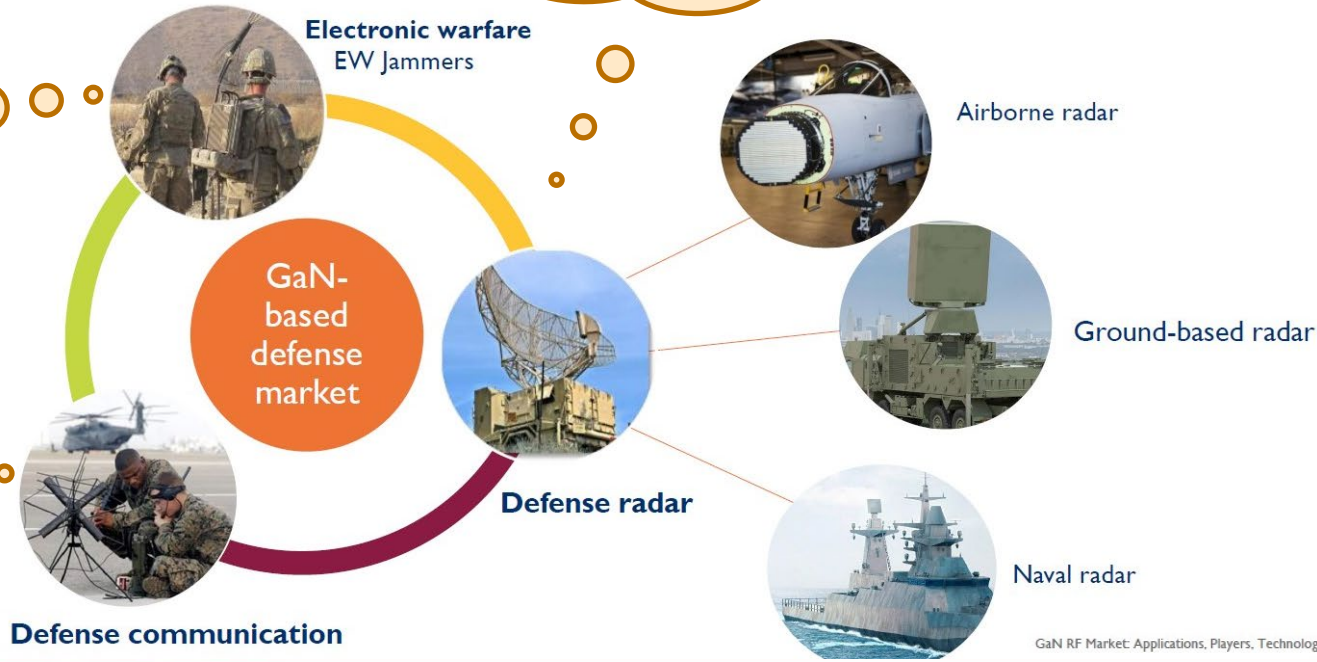 Electronic warfare
EW Jammers
Airborne radar
GaN-
based
defense
market
Ground-based radar
Defense radar
Naval radar
Defense communication
GaN RF Market: Applications, Players, Technolog